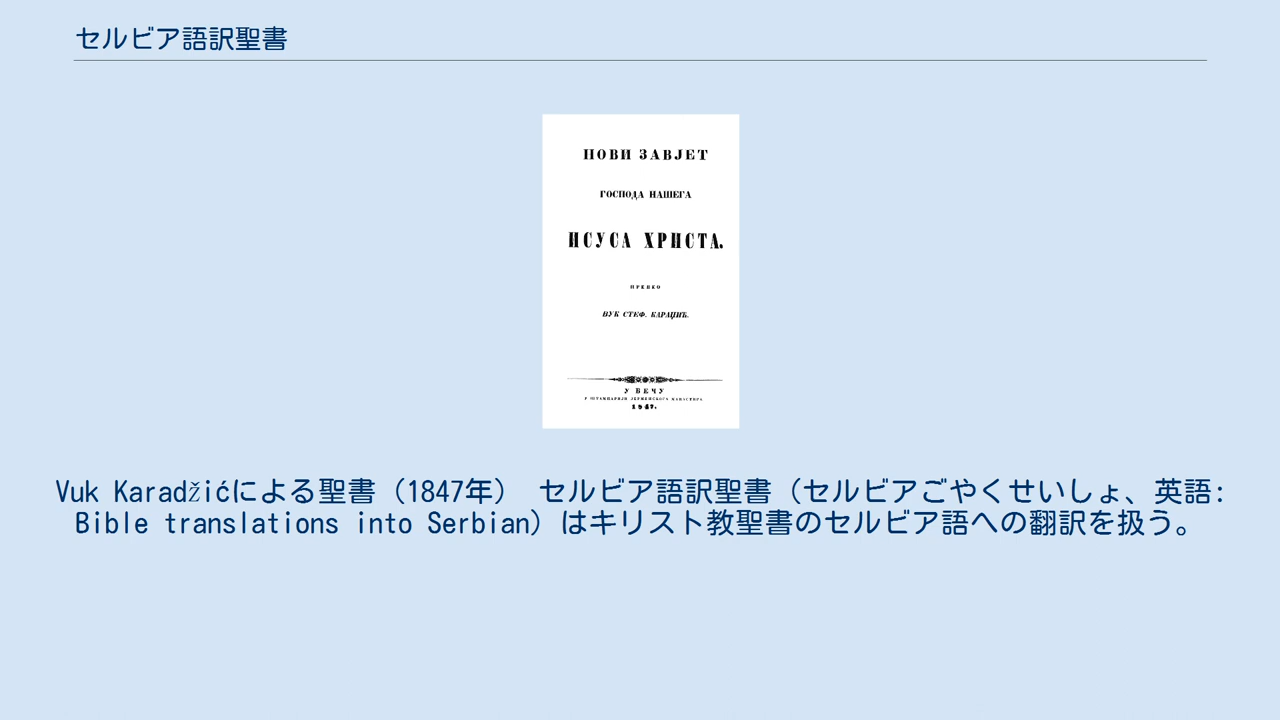 セルビア語訳聖書
НОВИ ЗАВЈЕТ
ГОСПОДА НАШЕГА
ИСУСА ХРИСТА.
ПРЕВЕО
ВУК СТЕФ. КАРАЏИЋ.
У БЕЧУ
У ШТАМПАРИЈИ ЈЕРМЕНСКОГА МАНАСТИРА.
1847.
Vuk Karadžićによる聖書（1847年） セルビア語訳聖書（セルビアごやくせいしょ、英語:
Bible translations into Serbian）はキリスト教聖書のセルビア語への翻訳を扱う。